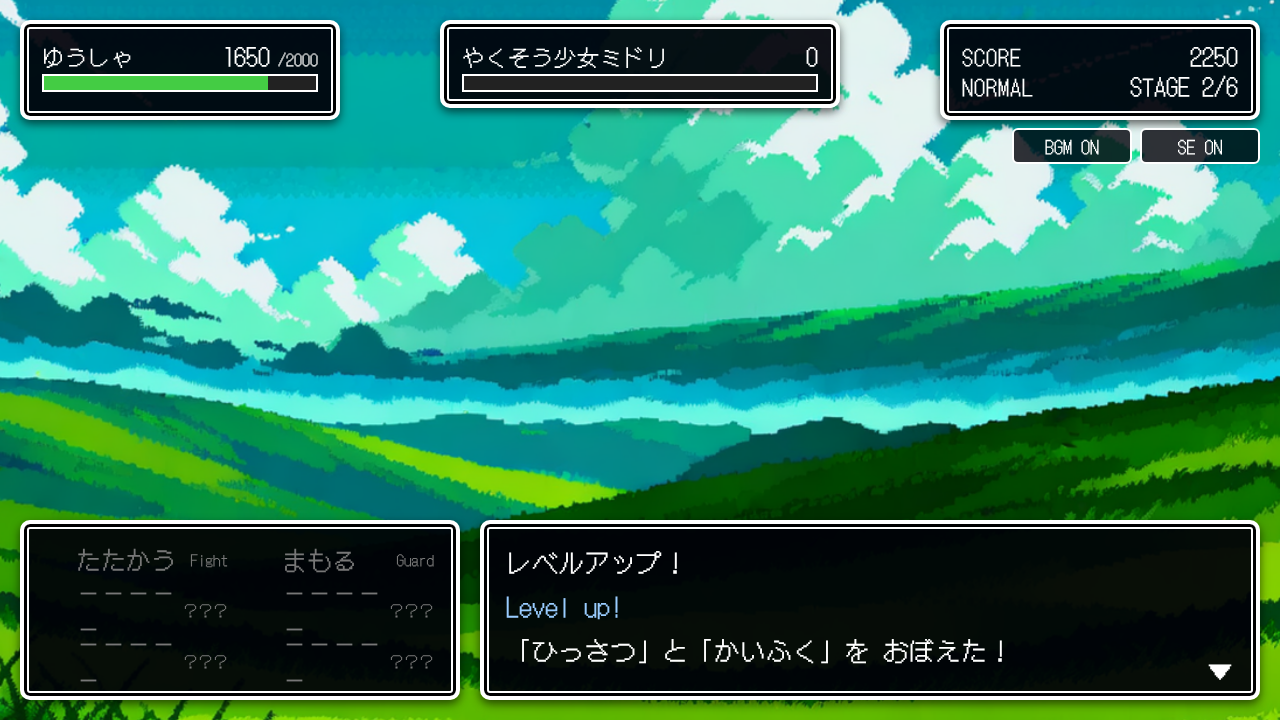 ゆうしゃ 1650 /2000
やくそう少女ミドリ 0
SCORE 2250
NORMAL STAGE 2/6
BGM ON SE ON
たたかう Fight まもる Guard
ーーーーー ??? ーーーーー ???
ーーーーー ??? ーーーーー ???
レベルアップ！
Level up!
「ひっさつ」と「かいふく」を おぼえた！